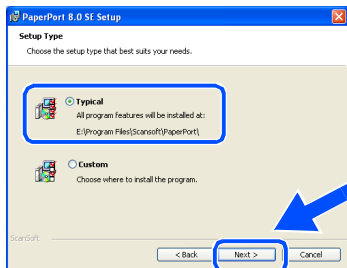 PaperPort 8.0 SE Setup
Setup Type
Choose the setup type that best suits your needs.
Typical
All program features will be installed at:
E:\Program Files\Scansoft\PaperPort\
Custom
Choose where to install the program.
ScanSoft
< Back Next > Cancel